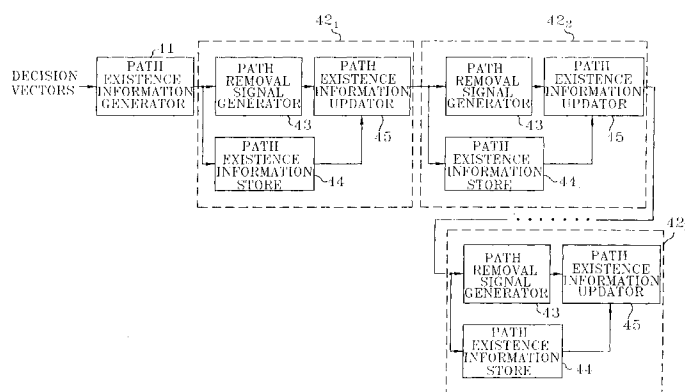 42₁
42₂
41
DECISION
VECTORS
PATH
EXISTENCE
INFORMATION
GENERATOR
PATH
REMOVAL
SIGNAL
GENERATOR
43
PATH
EXISTENCE
INFORMATION
UPDATOR
45
PATH
EXISTENCE
INFORMATION
STORE
44
PATH
REMOVAL
SIGNAL
GENERATOR
43
PATH
EXISTENCE
INFORMATION
UPDATOR
45
PATH
EXISTENCE
INFORMATION
STORE
44
42
PATH
REMOVAL
SIGNAL
GENERATOR
43
PATH
EXISTENCE
INFORMATION
UPDATOR
45
PATH
EXISTENCE
INFORMATION
STORE
44